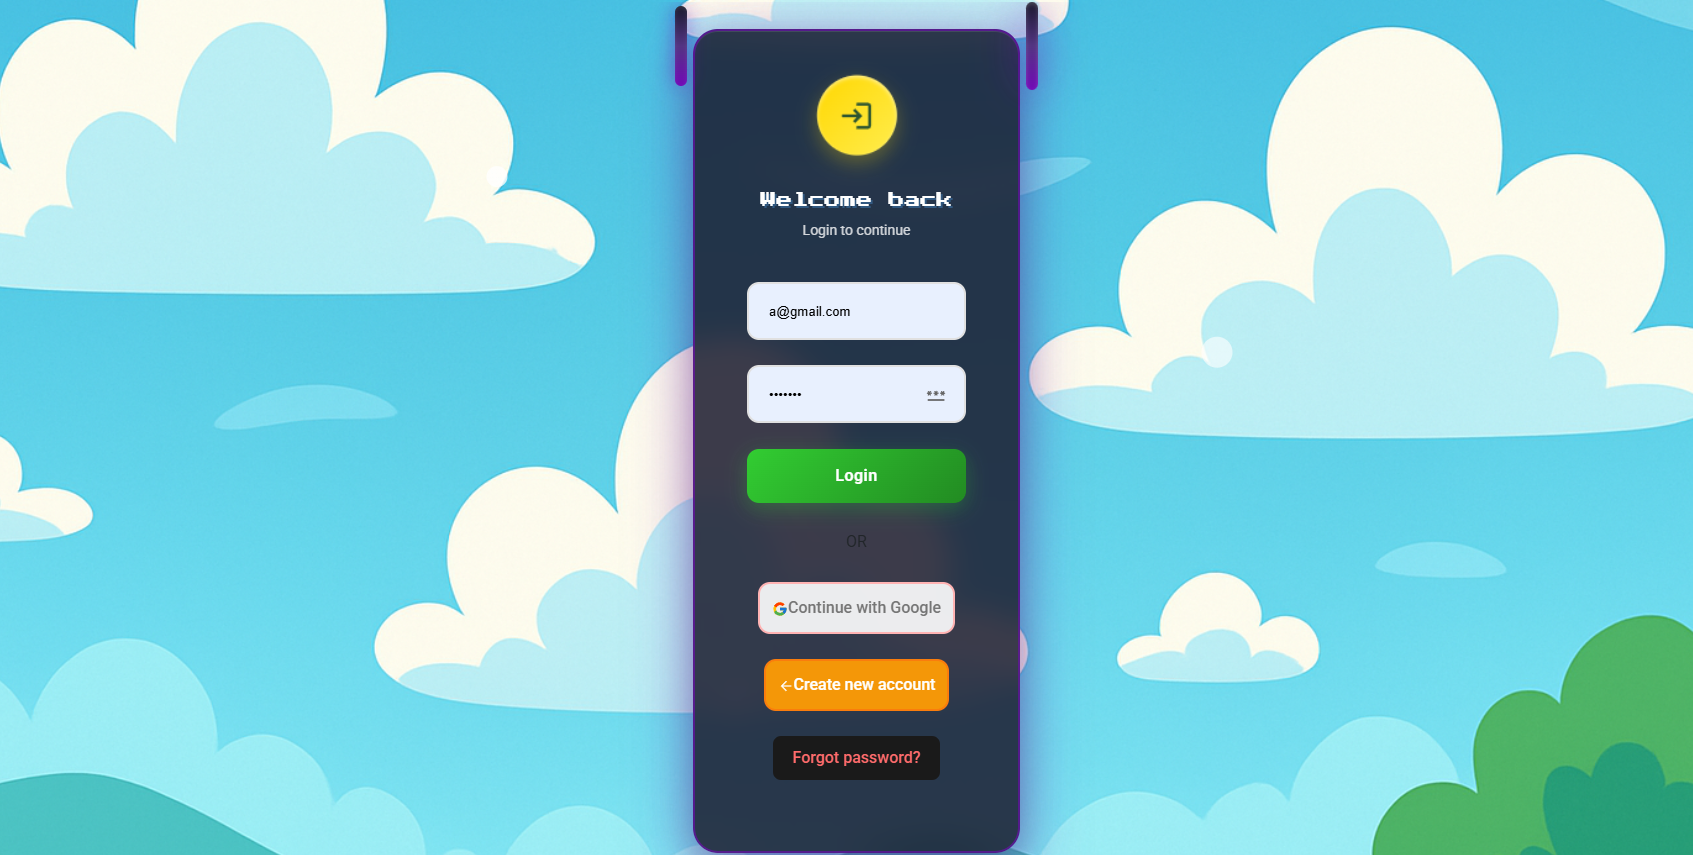 Welcome back
Login to continue
a@gmail.com
•••••••
Login
OR
Continue with Google
←Create new account
Forgot password?